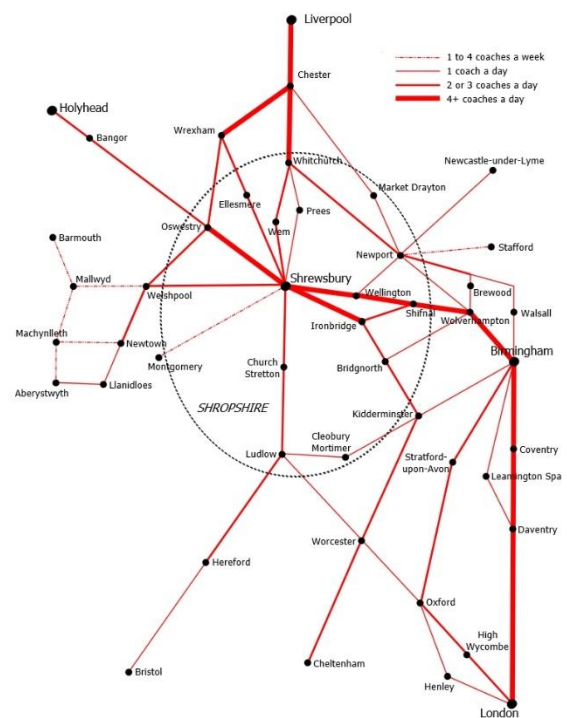 Liverpool
1 to 4 coaches a week
1 coach a day
2 or 3 coaches a day
4+ coaches a day
Chester
Holyhead
Bangor
Wrexham
Whitchurch
Newcastle-under-Lyme
Market Drayton
Ellesmere
Prees
Oswestry
Wem
Barmouth
Stafford
Newport
Mallwyd
Welshpool
Shrewsbury
Wellington
Brewood
Shifnal
Walsall
Wolverhampton
Ironbridge
Machynlleth
Newtown
Montgomery
Birmingham
Church
Stretton
Bridgnorth
Aberystwyth
Llanidloes
SHROPSHIRE
Kidderminster
Cleobury
Mortimer
Ludlow
Stratford-
upon-Avon
Coventry
Leamington Spa
Daventry
Worcester
Hereford
Oxford
High
Wycombe
Cheltenham
Bristol
Henley
London